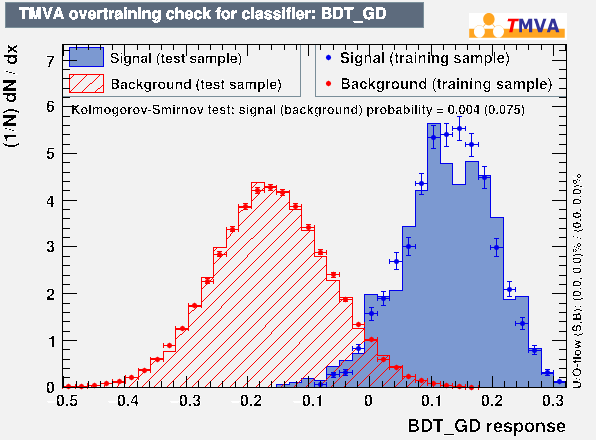 TMVA overtraining check for classifier: BDT_GD
TMVA
(1/N) dN / dx
Signal (test sample)
Background (test sample)
Signal (training sample)
Background (training sample)
Kolmogorov-Smirnov test: signal (background) probability = 0.004 (0.075)
7
6
5
4
3
2
1
0
-0.5 -0.4 -0.3 -0.2 -0.1 0 0.1 0.2 0.3
BDT_GD response
U/O-flow (S,B): (0.0, 0.0)% / (0.0, 0.0)%